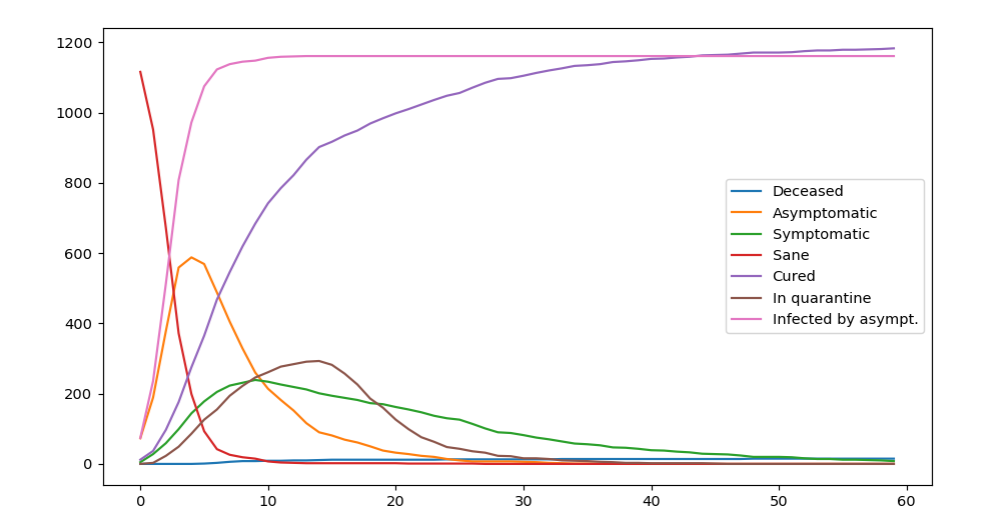 1200
1000
800
600
400
200
0
Deceased
Asymptomatic
Symptomatic
Sane
Cured
In quarantine
Infected by asympt.
0 10 20 30 40 50 60